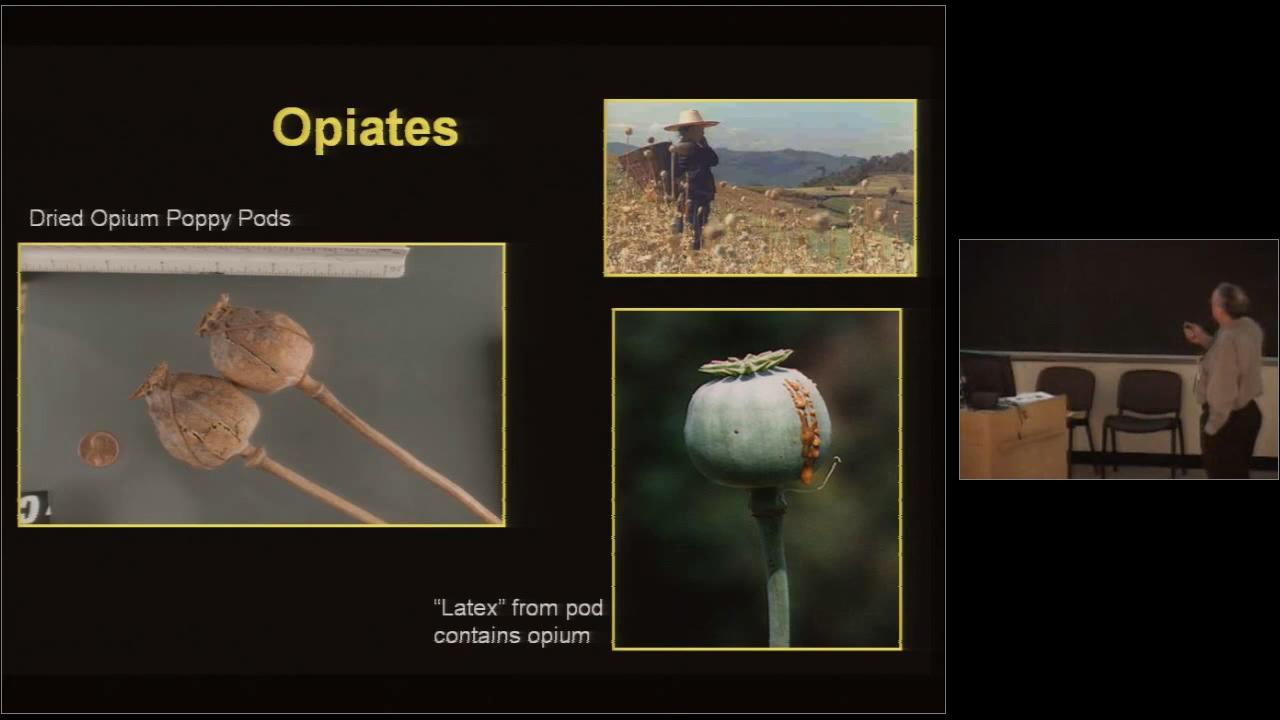 Opiates
Dried Opium Poppy Pods
“Latex” from pod
contains opium